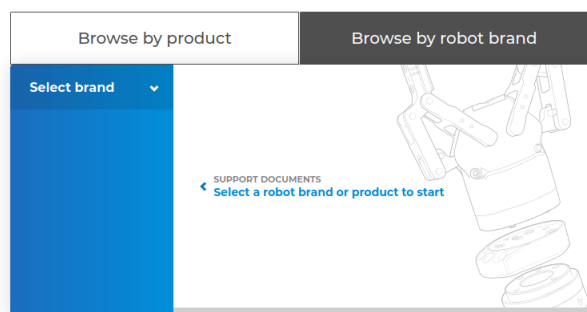 Browse by product
Browse by robot brand
Select brand
SUPPORT DOCUMENTS
Select a robot brand or product to start